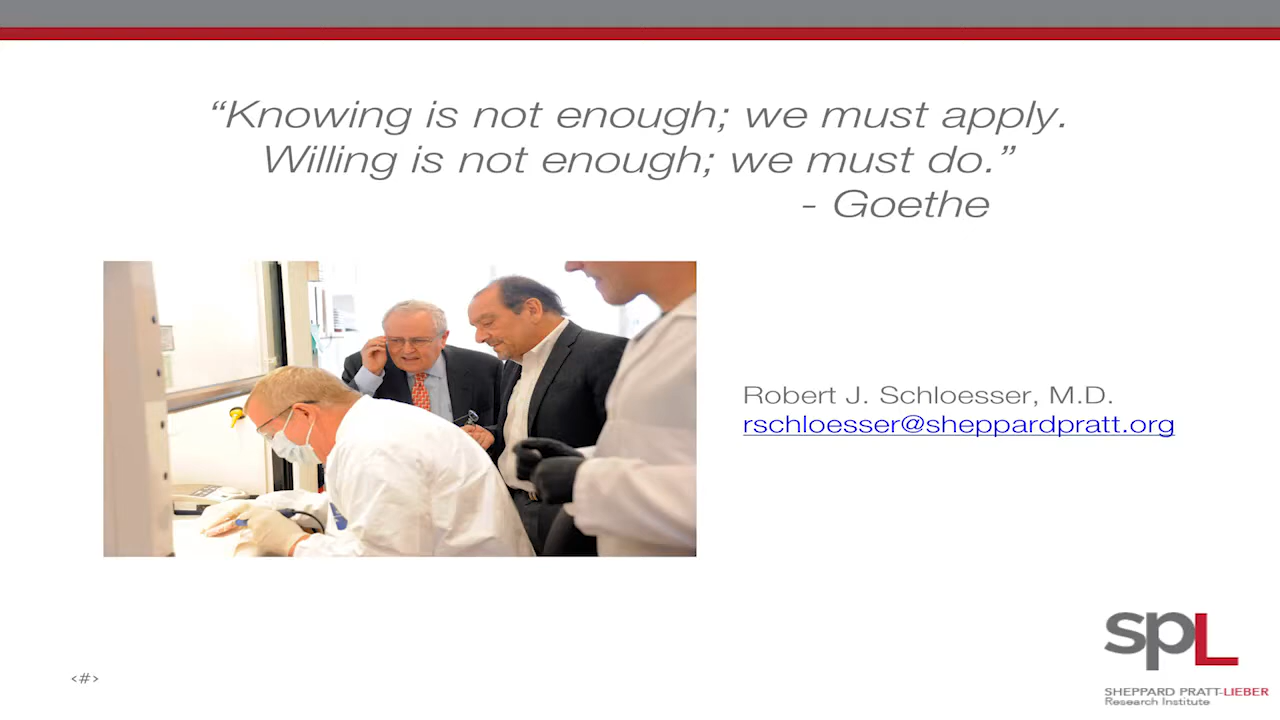 “Knowing is not enough; we must apply.
Willing is not enough; we must do.”
- Goethe
Robert J. Schloesser, M.D.
rschloesser@sheppardpratt.org
spL
SHEPPARD PRATT-LIEBER
Research Institute
‹#›